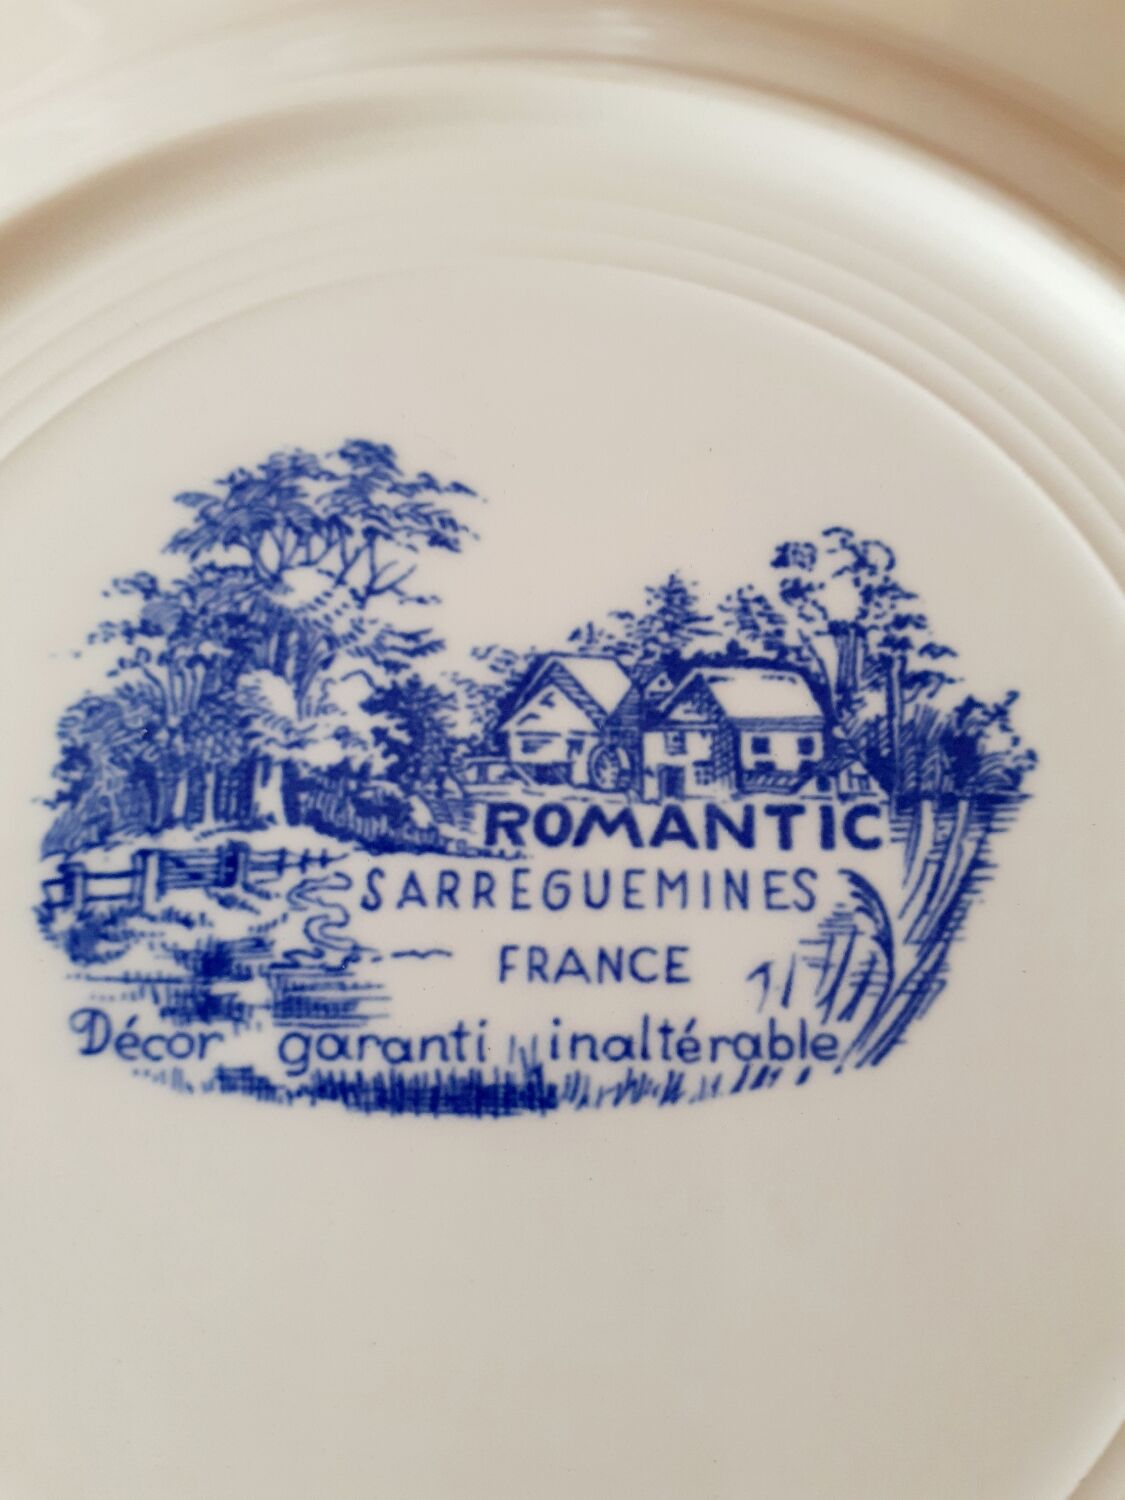 ROMANTIC
SARREGUEMINES
FRANCE
Décor garanti inaltérable